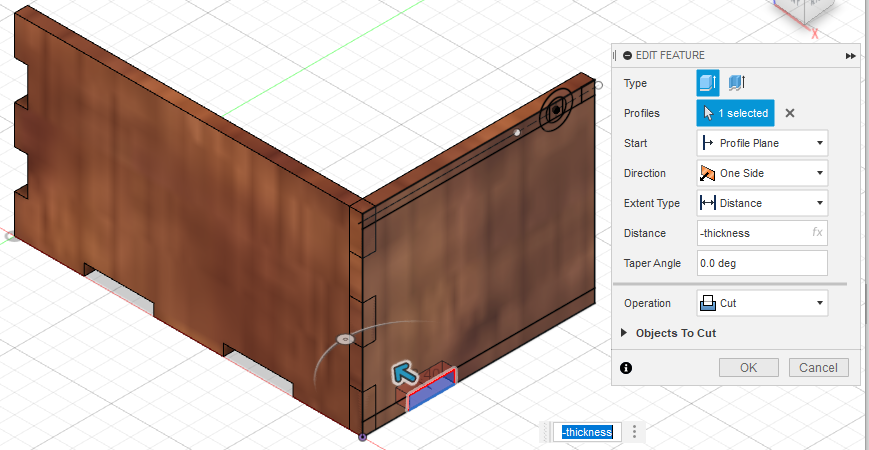 X
EDIT FEATURE
Type
Profiles
1 selected
Start
Profile Plane
Direction
One Side
Extent Type
Distance
Distance
-thickness
fx
Taper Angle
0.0 deg
Operation
Cut
Objects To Cut
OK
Cancel
-thickness